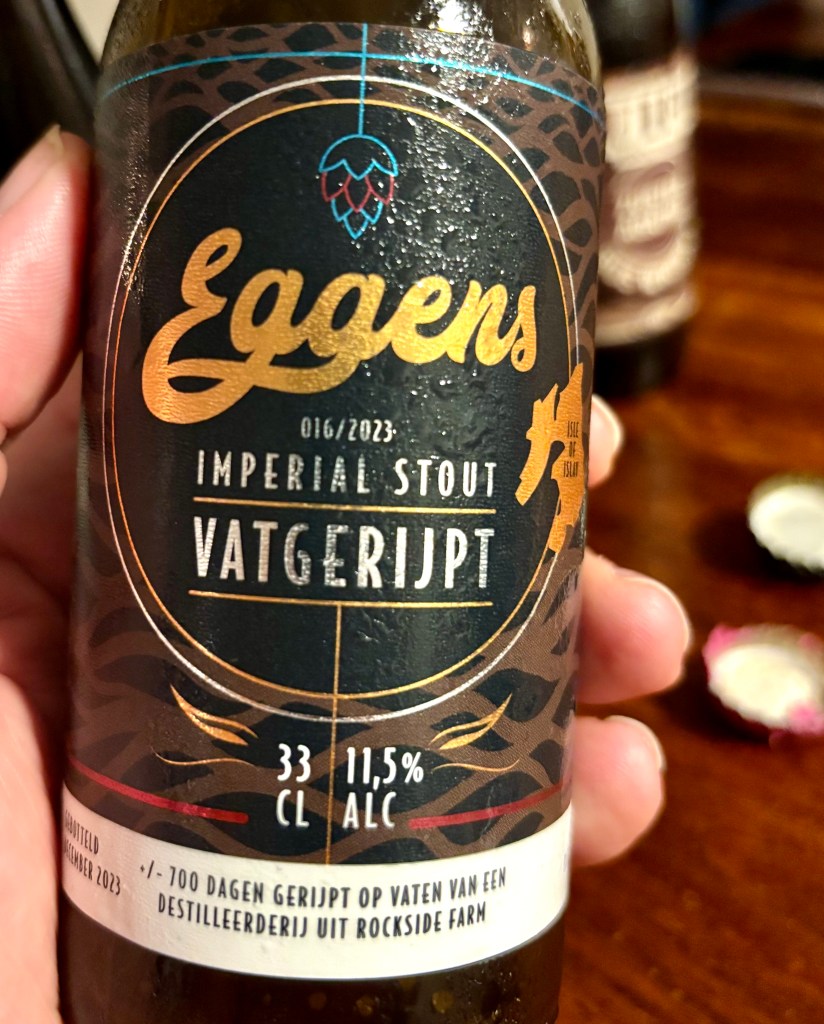 Eggens
016/2023
IMPERIAL STOUT
VATGERIJPT
ISLE
OF
ISLAY
33 11,5%
CL ALC
GEBOTTELD
DECEMBER 2023
+/- 700 DAGEN GERIJPT OP VATEN VAN EEN
DESTILLEERDERIJ UIT ROCKSIDE FARM